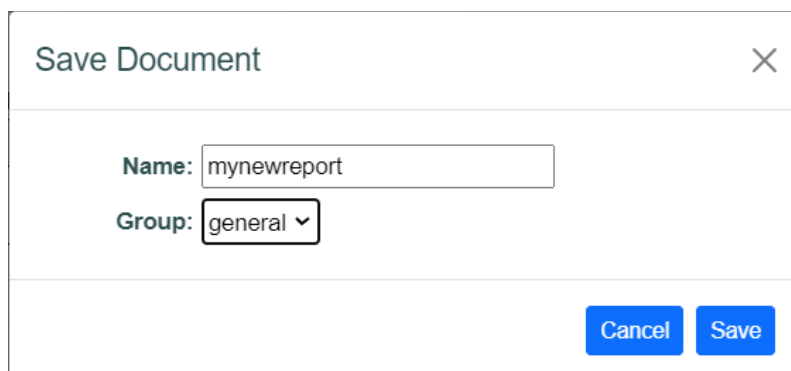 Save Document
Name: mynewreport
Group: general
Cancel Save